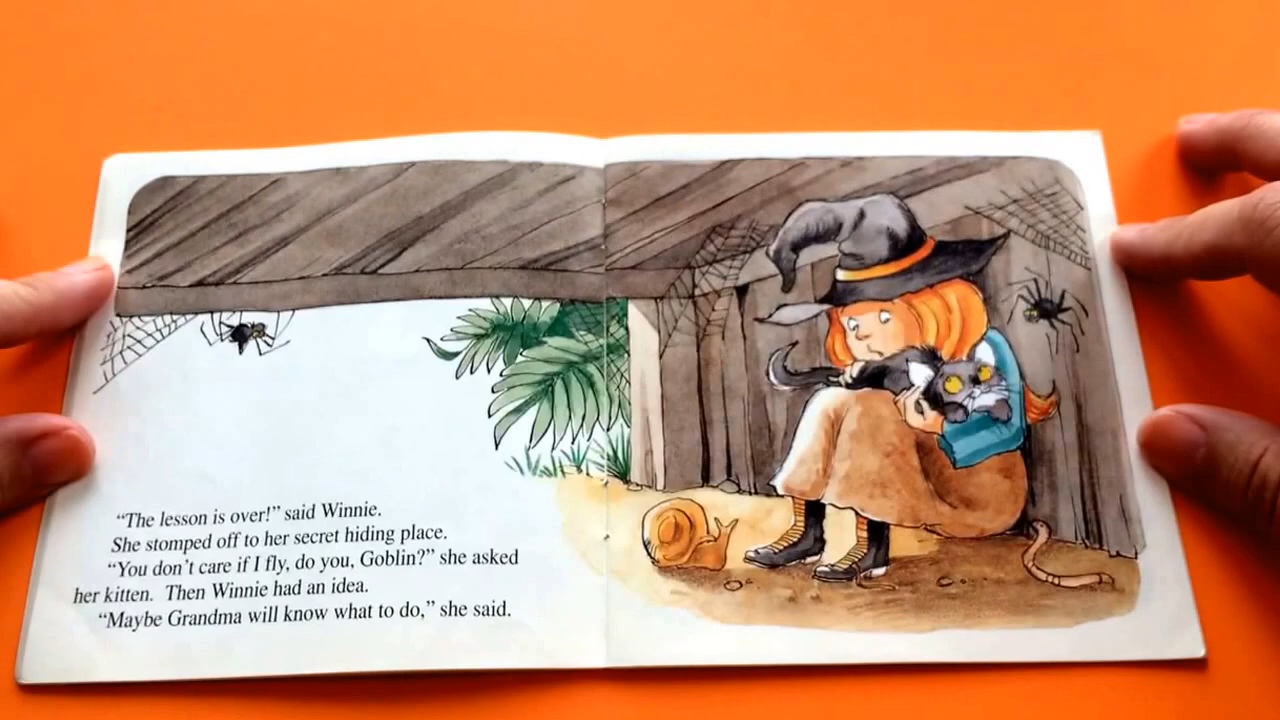 “The lesson is over!” said Winnie.
She stomped off to her secret hiding place.
“You don’t care if I fly, do you, Goblin?” she asked
her kitten. Then Winnie had an idea.
“Maybe Grandma will know what to do,” she said.